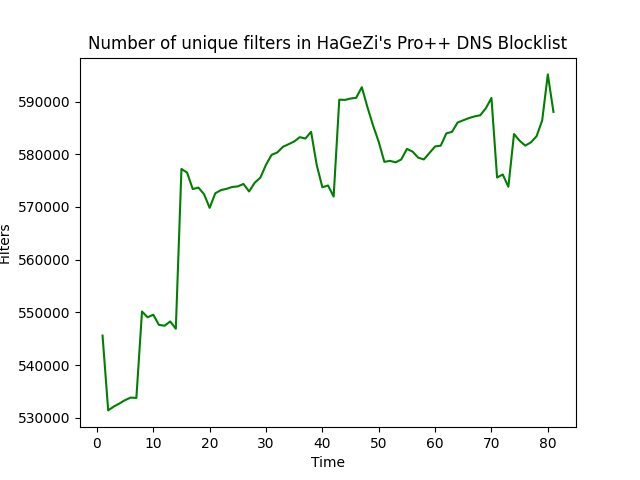 Number of unique filters in HaGeZi's Pro++ DNS Blocklist
590000
580000
570000
560000
550000
540000
530000
Filters
0 10 20 30 40 50 60 70 80
Time